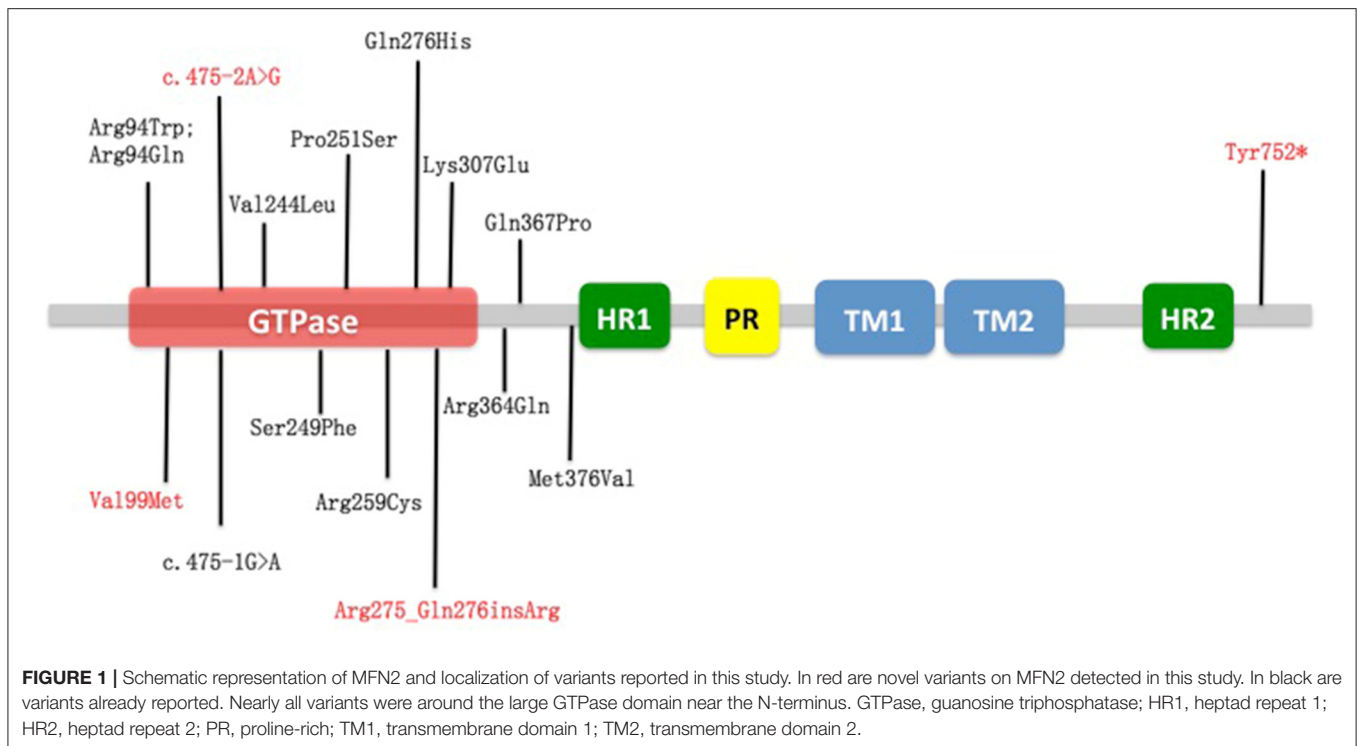 Gln276His
c.475-2A>G
Arg94Trp;
Arg94Gln
Pro251Ser
Tyr752*
Lys307Glu
Val244Leu
Gln367Pro
GTPase
HR1
PR
TM1
TM2
HR2
Arg364Gln
Ser249Phe
Met376Val
Val99Met
Arg259Cys
c.475-1G>A
Arg275_Gln276insArg
FIGURE 1 | Schematic representation of MFN2 and localization of variants reported in this study. In red are novel variants on MFN2 detected in this study. In black are
variants already reported. Nearly all variants were around the large GTPase domain near the N-terminus. GTPase, guanosine triphosphatase; HR1, heptad repeat 1;
HR2, heptad repeat 2; PR, proline-rich; TM1, transmembrane domain 1; TM2, transmembrane domain 2.